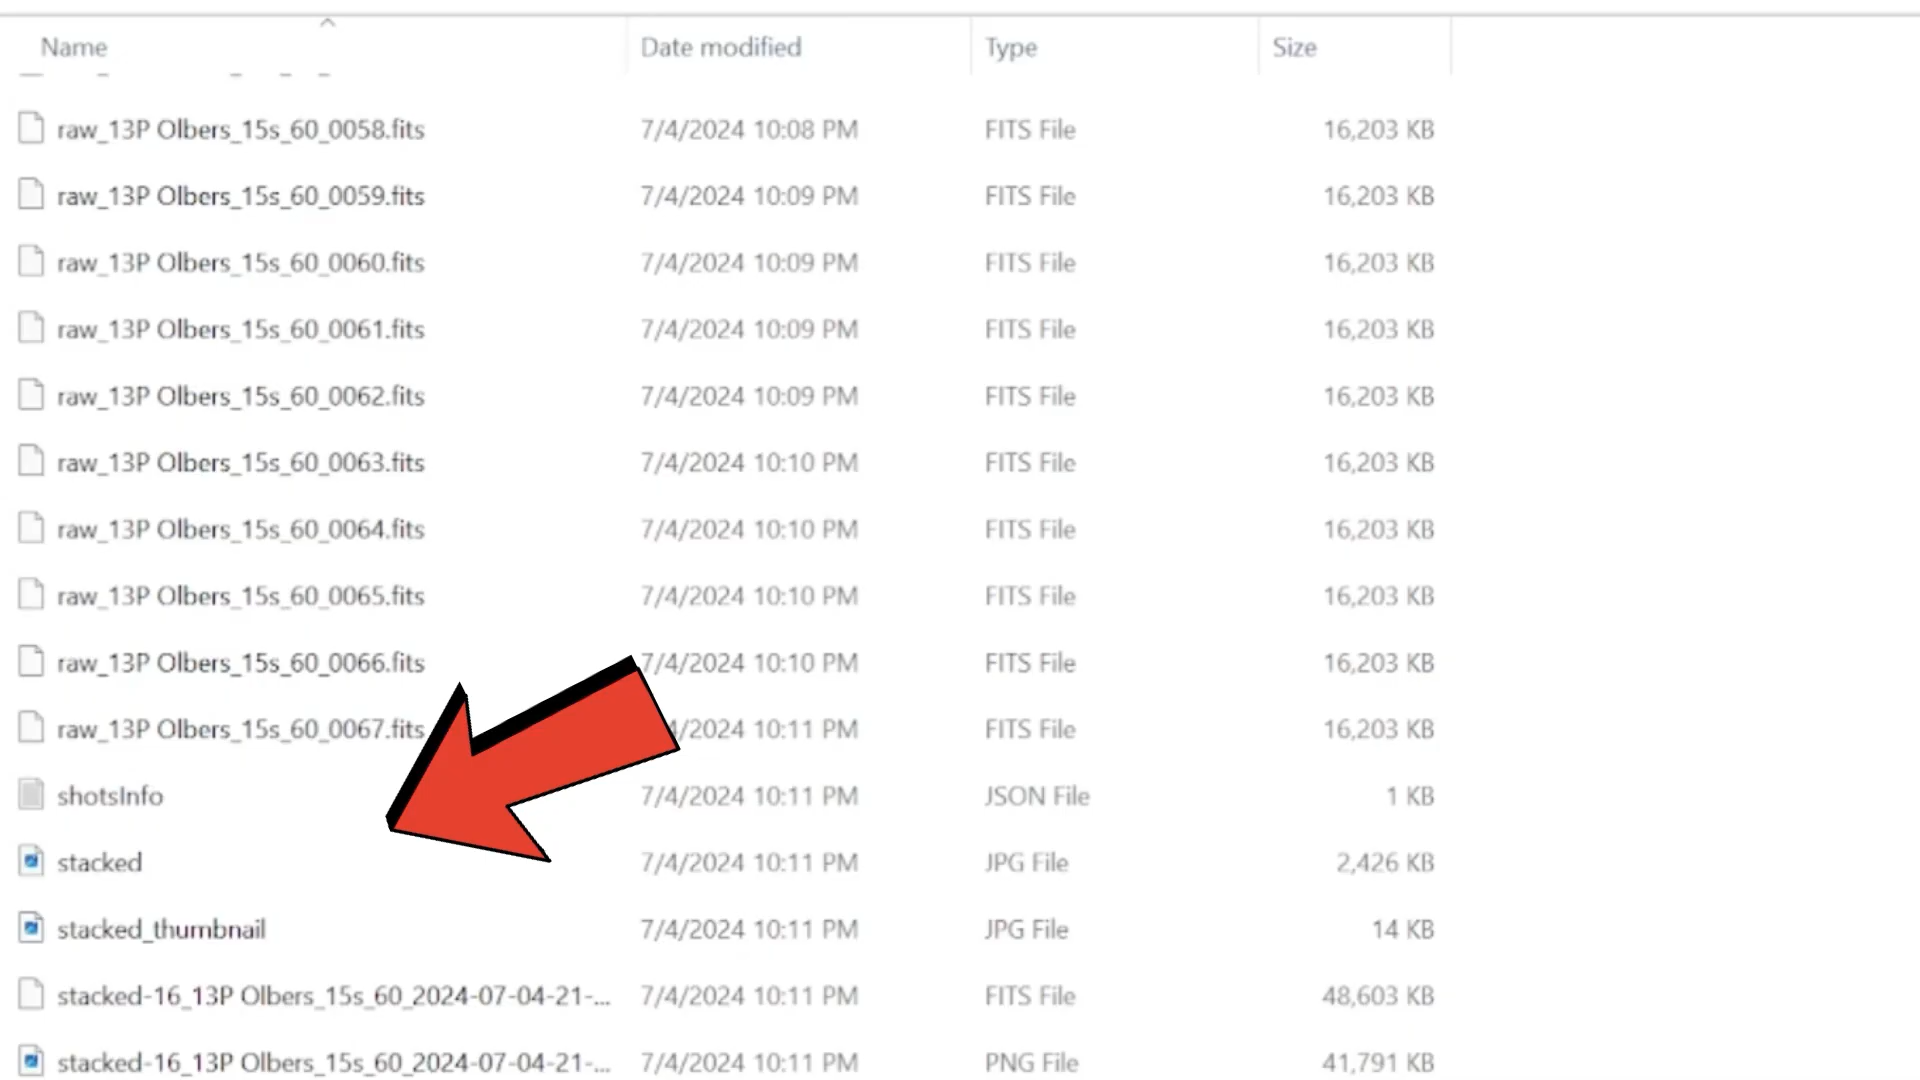 Name Date modified Type Size
raw_13P Olbers_15s_60_0058.fits 7/4/2024 10:08 PM FITS File 16,203 KB
raw_13P Olbers_15s_60_0059.fits 7/4/2024 10:09 PM FITS File 16,203 KB
raw_13P Olbers_15s_60_0060.fits 7/4/2024 10:09 PM FITS File 16,203 KB
raw_13P Olbers_15s_60_0061.fits 7/4/2024 10:09 PM FITS File 16,203 KB
raw_13P Olbers_15s_60_0062.fits 7/4/2024 10:09 PM FITS File 16,203 KB
raw_13P Olbers_15s_60_0063.fits 7/4/2024 10:10 PM FITS File 16,203 KB
raw_13P Olbers_15s_60_0064.fits 7/4/2024 10:10 PM FITS File 16,203 KB
raw_13P Olbers_15s_60_0065.fits 7/4/2024 10:10 PM FITS File 16,203 KB
raw_13P Olbers_15s_60_0066.fits 7/4/2024 10:10 PM FITS File 16,203 KB
raw_13P Olbers_15s_60_0067.fits /2024 10:11 PM FITS File 16,203 KB
shotsInfo 7/4/2024 10:11 PM JSON File 1 KB
stacked 7/4/2024 10:11 PM JPG File 2,426 KB
stacked_thumbnail 7/4/2024 10:11 PM JPG File 14 KB
stacked-16_13P Olbers_15s_60_2024-07-04-21-... 7/4/2024 10:11 PM FITS File 48,603 KB
stacked-16_13P Olbers_15s_60_2024-07-04-21-... 7/4/2024 10:11 PM PNG File 41,791 KB